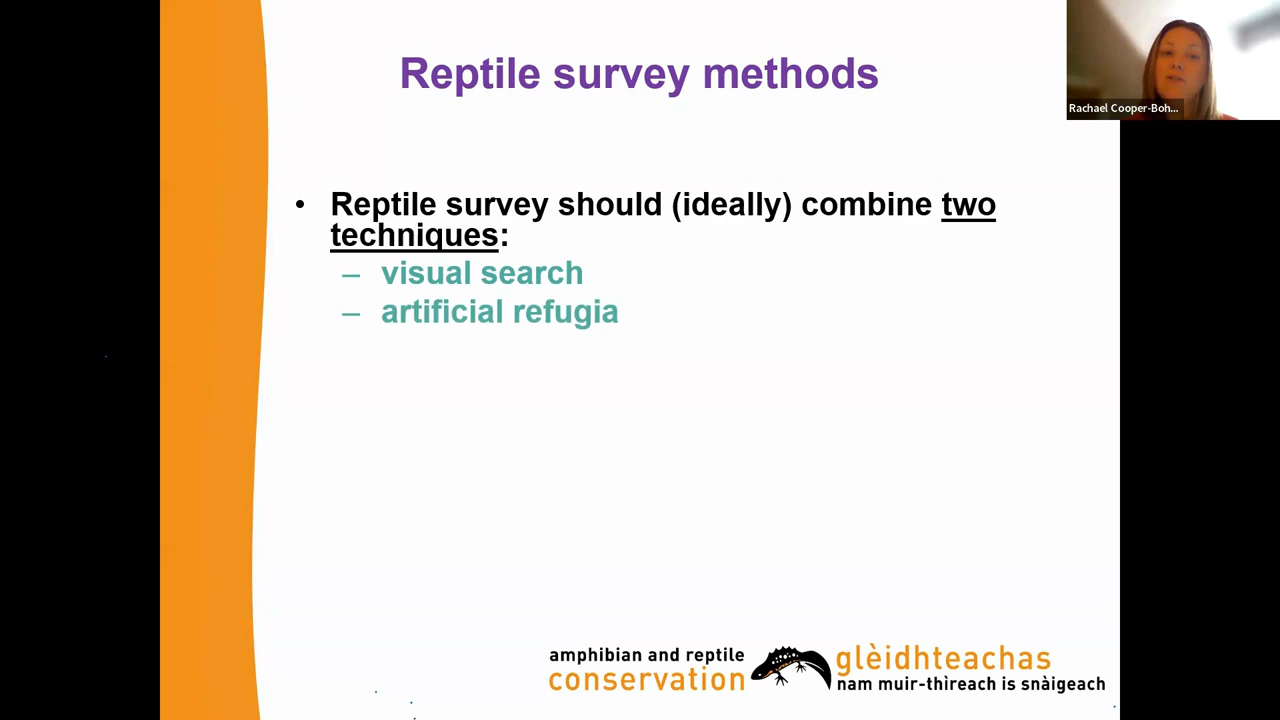 Reptile survey methods
Rachael Cooper-Boh...
• Reptile survey should (ideally) combine two
techniques:
– visual search
– artificial refugia
amphibian and reptile
conservation
glèidhteachas
nam muir-thìreach is snàigeach